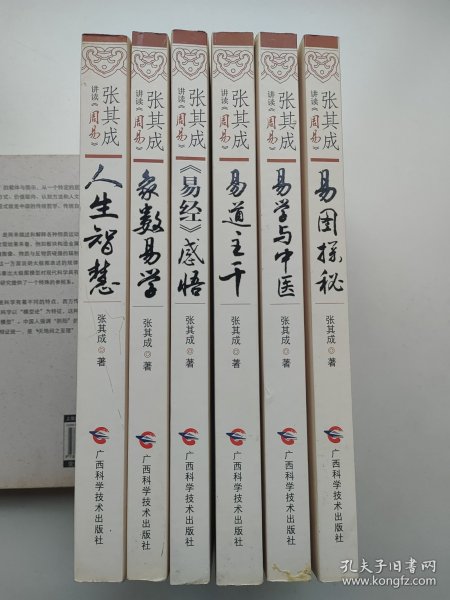 张其成
讲读《周易》
人生智慧
张其成◎著
广西科学技术出版社
张其成
讲读《周易》
象数易学
张其成◎著
广西科学技术出版社
张其成
讲读《周易》
《易经》感悟
张其成◎著
广西科学技术出版社
张其成
讲读《周易》
易道主干
张其成◎著
广西科学技术出版社
张其成
讲读《周易》
易学与中医
张其成◎著
广西科学技术出版社
张其成
讲读《周易》
易图探秘
张其成◎著
广西科学技术出版社
孔夫子旧书网
www.kongfz.com